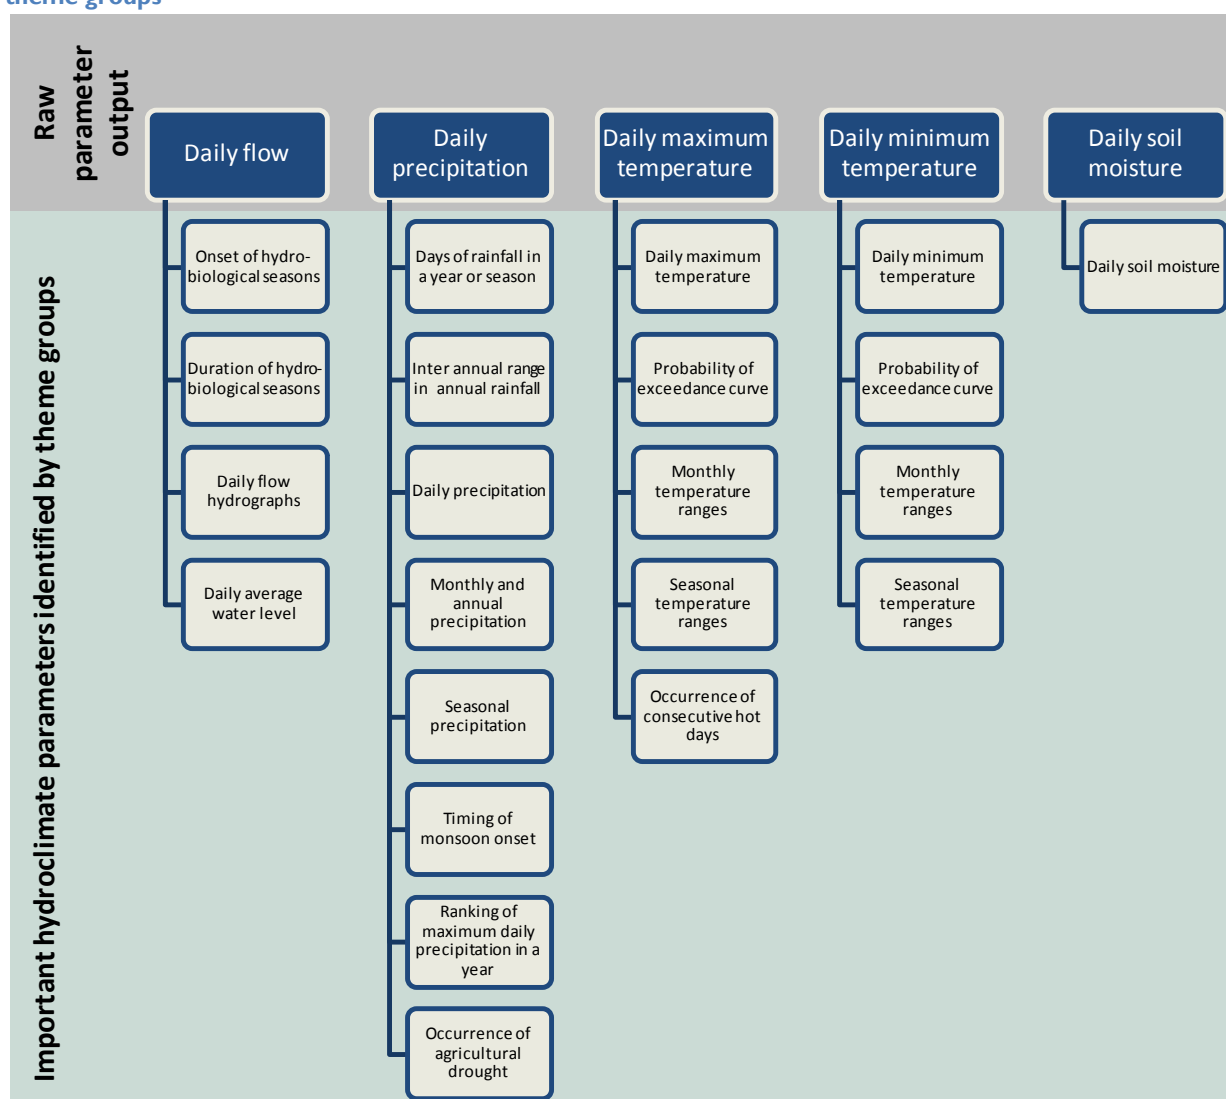 theme groups
Raw
parameter
output
Daily flow
Daily
precipitation
Daily maximum
temperature
Daily minimum
temperature
Daily soil
moisture
Important hydroclimate parameters identified by theme groups
Onset of hydro-
biological seasons
Duration of hydro-
biological seasons
Daily flow
hydrographs
Daily average
water level
Days of rainfall in
a year or season
Inter annual range
in annual rainfall
Daily precipitation
Monthly and
annual
precipitation
Seasonal
precipitation
Timing of
monsoon onset
Ranking of
maximum daily
precipitation in a
year
Occurrence of
agricultural
drought
Daily maximum
temperature
Probability of
exceedance curve
Monthly
temperature
ranges
Seasonal
temperature
ranges
Occurrence of
consecutive hot
days
Daily minimum
temperature
Probability of
exceedance curve
Monthly
temperature
ranges
Seasonal
temperature
ranges
Daily soil moisture